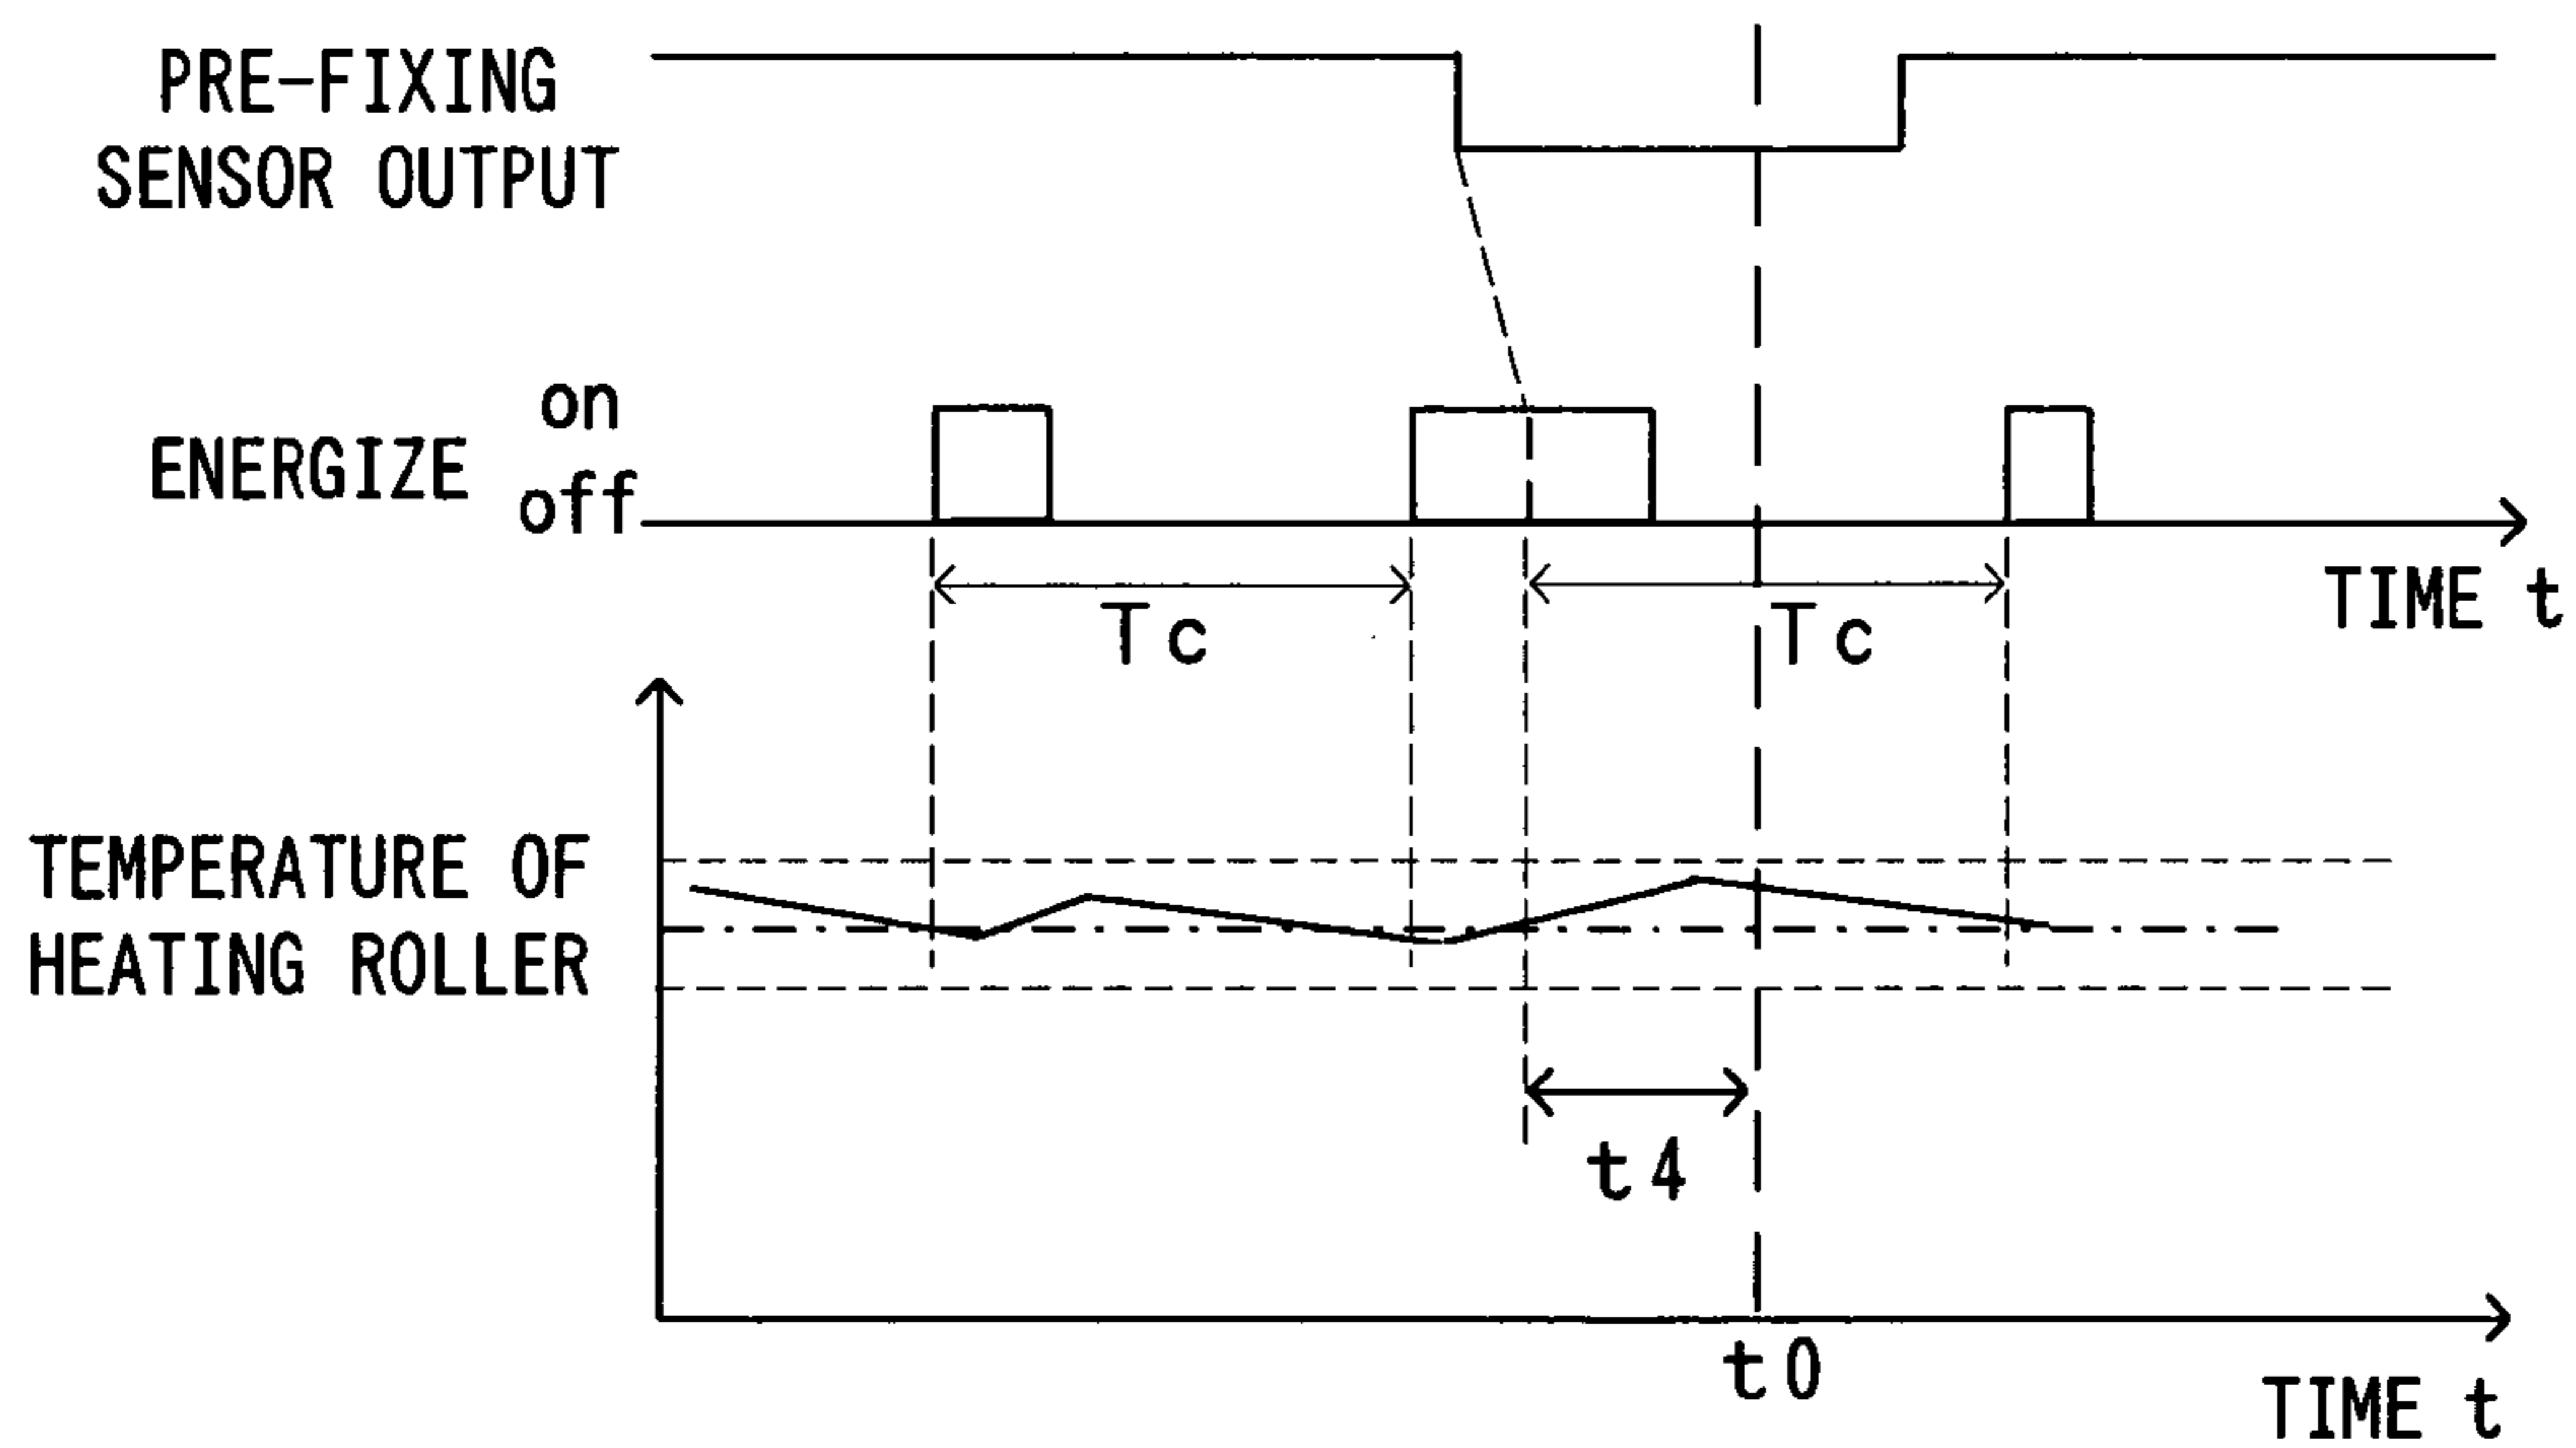 PRE-FIXING
SENSOR OUTPUT
on
ENERGIZE
off
TIME t
Tc
Tc
TEMPERATURE OF
HEATING ROLLER
t4
t0
TIME t